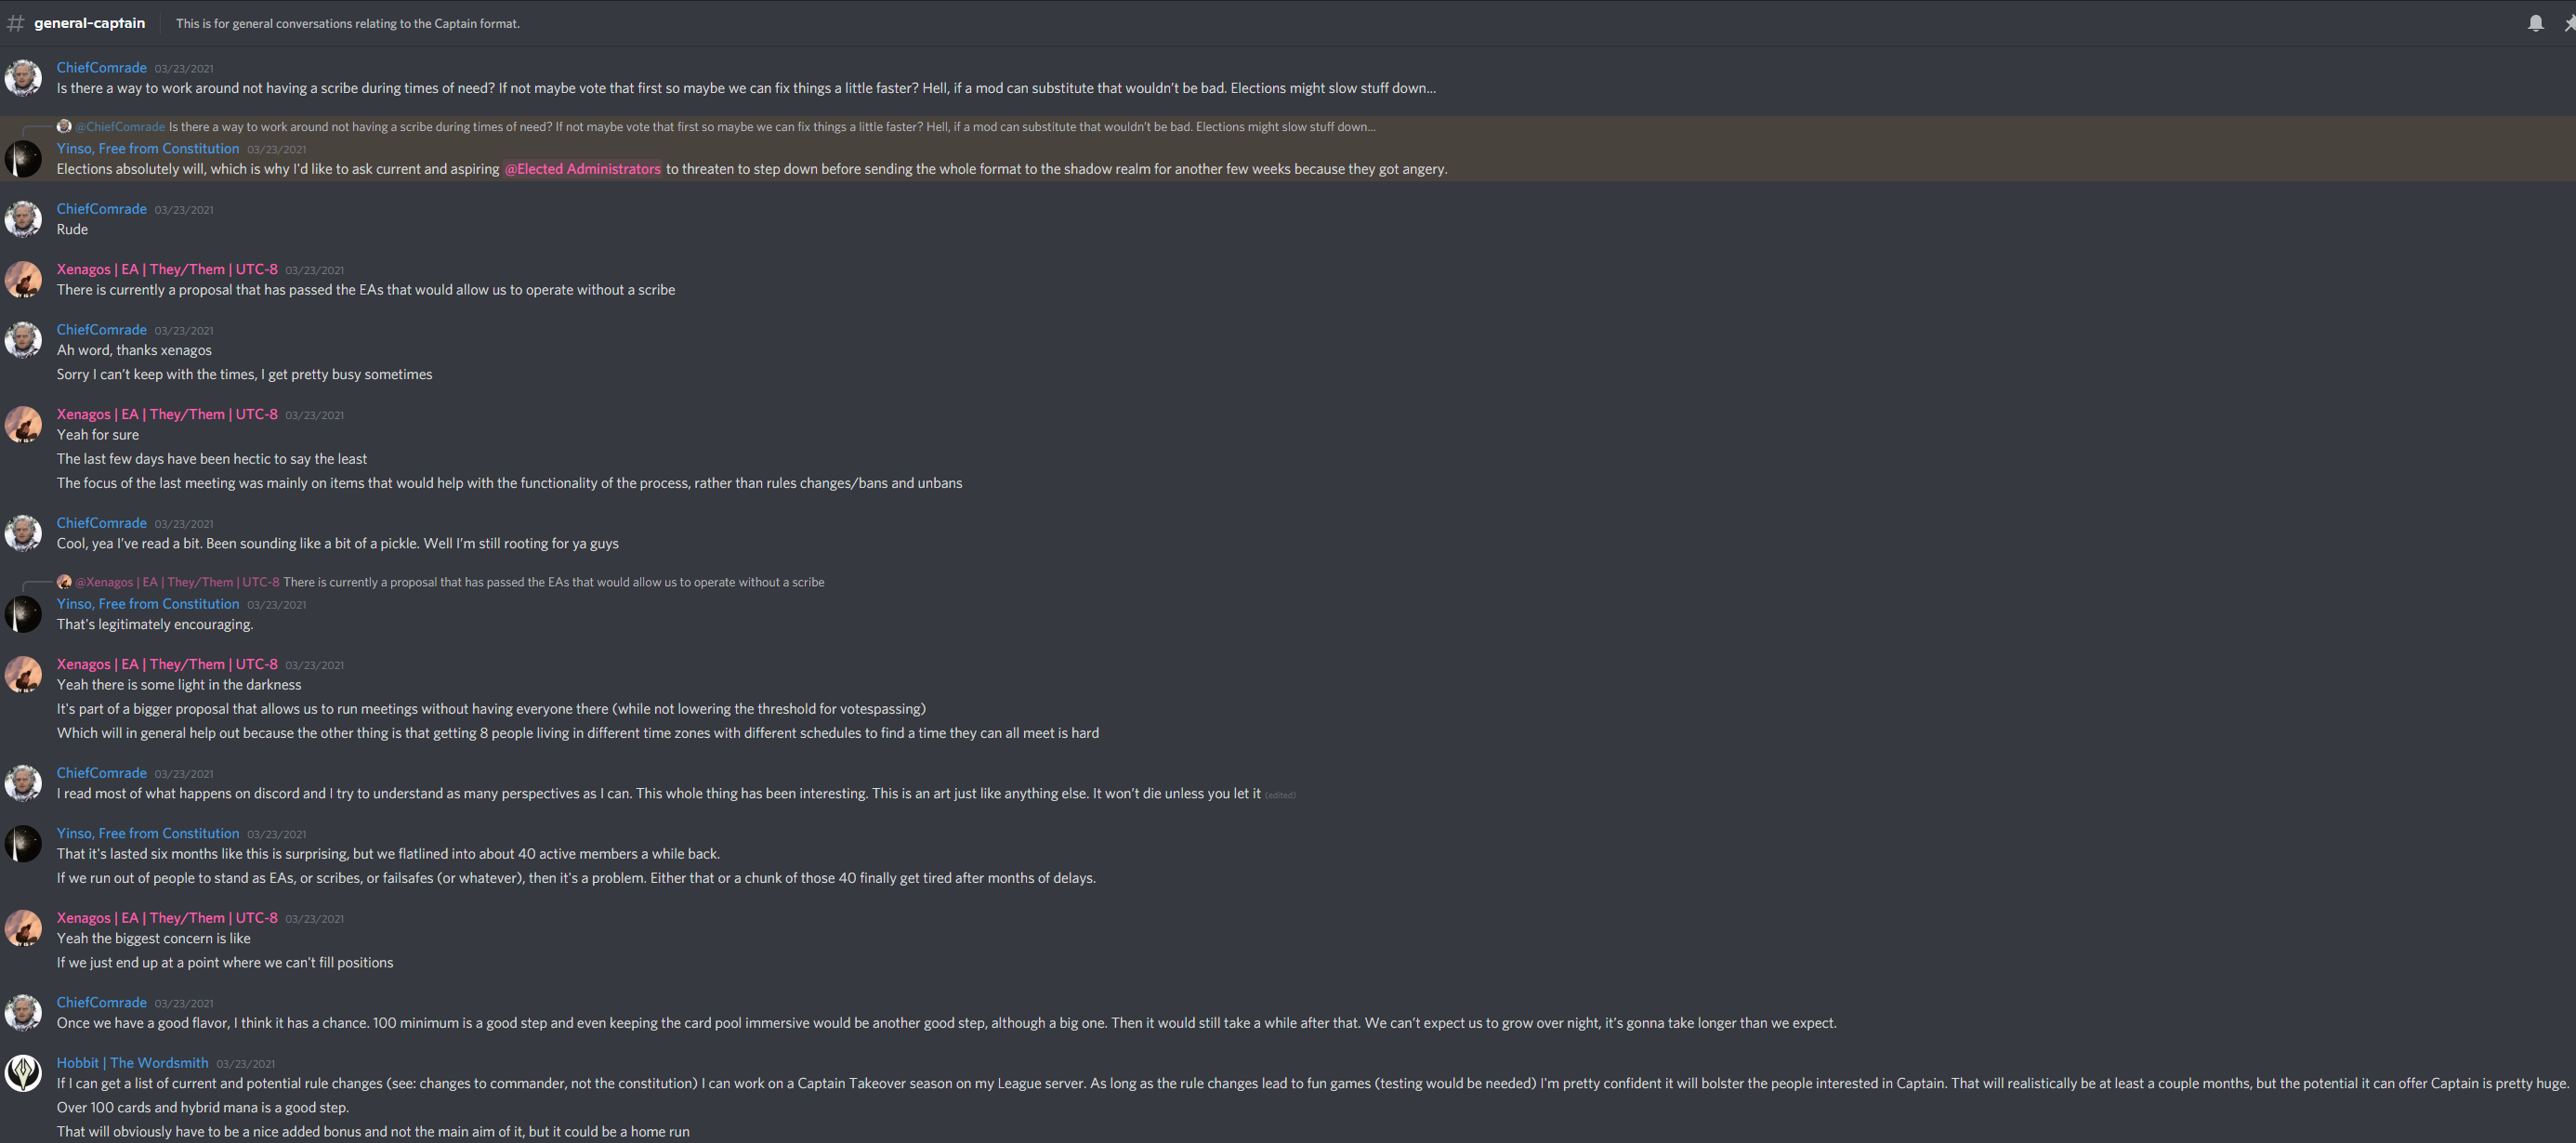 # general-captain This is for general conversations relating to the Captain format.
ChiefComrade 03/23/2021
Is there a way to work around not having a scribe during times of need? If not maybe vote that first so maybe we can fix things a little faster? Hell, if a mod can substitute that wouldn't be bad. Elections might slow stuff down...
@ChiefComrade Is there a way to work around not having a scribe during times of need? If not maybe vote that first so maybe we can fix things a little faster? Hell, if a mod can substitute that wouldn't be bad. Elections might slow stuff down...
Yinso, Free from Constitution 03/23/2021
Elections absolutely will, which is why I'd like to ask current and aspiring @Elected Administrators to threaten to step down before sending the whole format to the shadow realm for another few weeks because they got angery.
ChiefComrade 03/23/2021
Rude
Xenagos | EA | They/Them | UTC-8 03/23/2021
There is currently a proposal that has passed the EAs that would allow us to operate without a scribe
ChiefComrade 03/23/2021
Ah word, thanks xenagos
Sorry I can't keep with the times, I get pretty busy sometimes
Xenagos | EA | They/Them | UTC-8 03/23/2021
Yeah for sure
The last few days have been hectic to say the least
The focus of the last meeting was mainly on items that would help with the functionality of the process, rather than rules changes/bans and unbans
ChiefComrade 03/23/2021
Cool, yea I've read a bit. Been sounding like a bit of a pickle. Well I'm still rooting for ya guys
@Xenagos | EA | They/Them | UTC-8 There is currently a proposal that has passed the EAs that would allow us to operate without a scribe
Yinso, Free from Constitution 03/23/2021
That's legitimately encouraging.
Xenagos | EA | They/Them | UTC-8 03/23/2021
Yeah there is some light in the darkness
It's part of a bigger proposal that allows us to run meetings without having everyone there (while not lowering the threshold for votespassing)
Which will in general help out because the other thing is that getting 8 people living in different time zones with different schedules to find a time they can all meet is hard
ChiefComrade 03/23/2021
I read most of what happens on discord and I try to understand as many perspectives as I can. This whole thing has been interesting. This is an art just like anything else. It won't die unless you let it (edited)
Yinso, Free from Constitution 03/23/2021
That it's lasted six months like this is surprising, but we flatlined into about 40 active members a while back.
If we run out of people to stand as EAs, or scribes, or failsafes (or whatever), then it's a problem. Either that or a chunk of those 40 finally get tired after months of delays.
Xenagos | EA | They/Them | UTC-8 03/23/2021
Yeah the biggest concern is like
If we just end up at a point where we can't fill positions
ChiefComrade 03/23/2021
Once we have a good flavor, I think it has a chance. 100 minimum is a good step and even keeping the card pool immersive would be another good step, although a big one. Then it would still take a while after that. We can't expect us to grow over night, it's gonna take longer than we expect.
Hobbit | The Wordsmith 03/23/2021
If I can get a list of current and potential rule changes (see: changes to commander, not the constitution) I can work on a Captain Takeover season on my League server. As long as the rule changes lead to fun games (testing would be needed) I'm pretty confident it will bolster the people interested in Captain. That will realistically be at least a couple months, but the potential it can offer Captain is pretty huge.
Over 100 cards and hybrid mana is a good step.
That will obviously have to be a nice added bonus and not the main aim of it, but it could be a home run